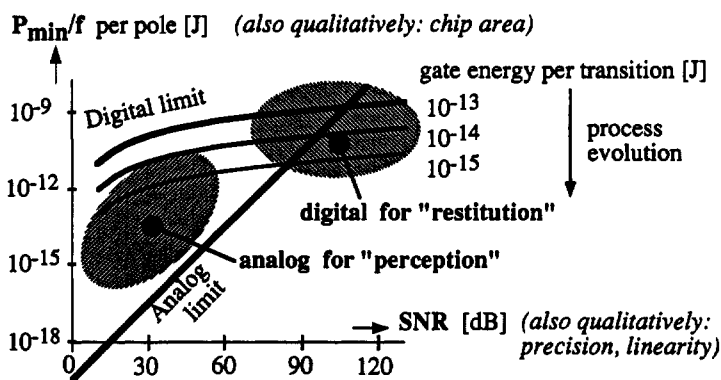 P_min/f per pole [J] (also qualitatively: chip area)
gate energy per transition [J]
10^-9
Digital limit
10^-13
10^-14
10^-15
process
evolution
10^-12
digital for "restitution"
10^-15
analog for "perception"
Analog
limit
10^-18
SNR [dB] (also qualitatively:
precision, linearity)
0 30 60 90 120